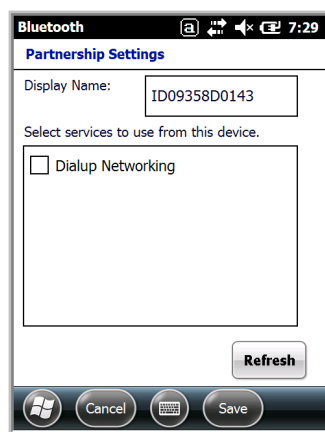 Bluetooth a 7:29
Partnership Settings
Display Name: ID09358D0143
Select services to use from this device.
Dialup Networking
Refresh
Cancel Save